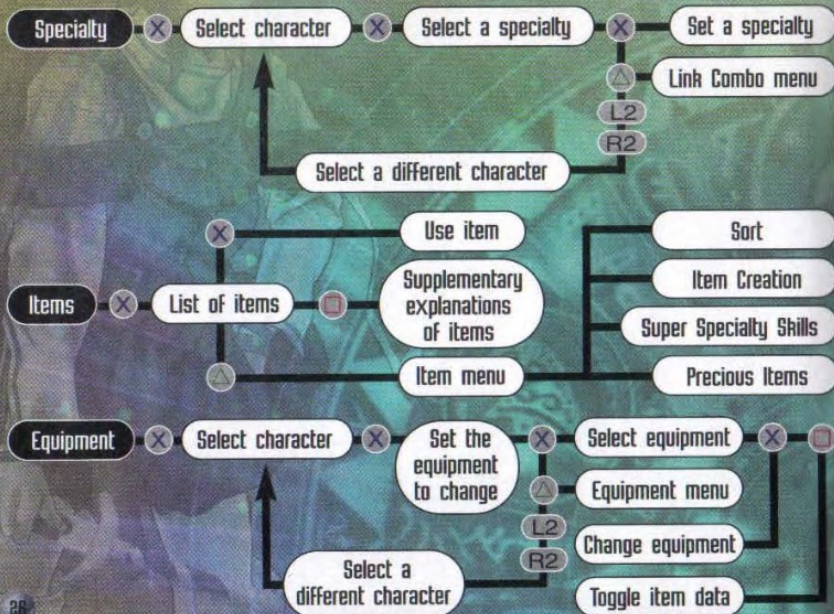 Specialty
X
Select character
X
Select a specialty
X
Set a specialty
Link Combo menu
L2
R2
Select a different character
X
Use item
Sort
Items
X
List of items
Supplementary
explanations
of items
Item Creation
Super Specialty Skills
Item menu
Precious Items
Equipment
X
Select character
X
Set the
equipment
to change
X
Select equipment
X
Equipment menu
L2
R2
Change equipment
Select a
different character
Toggle item data
28